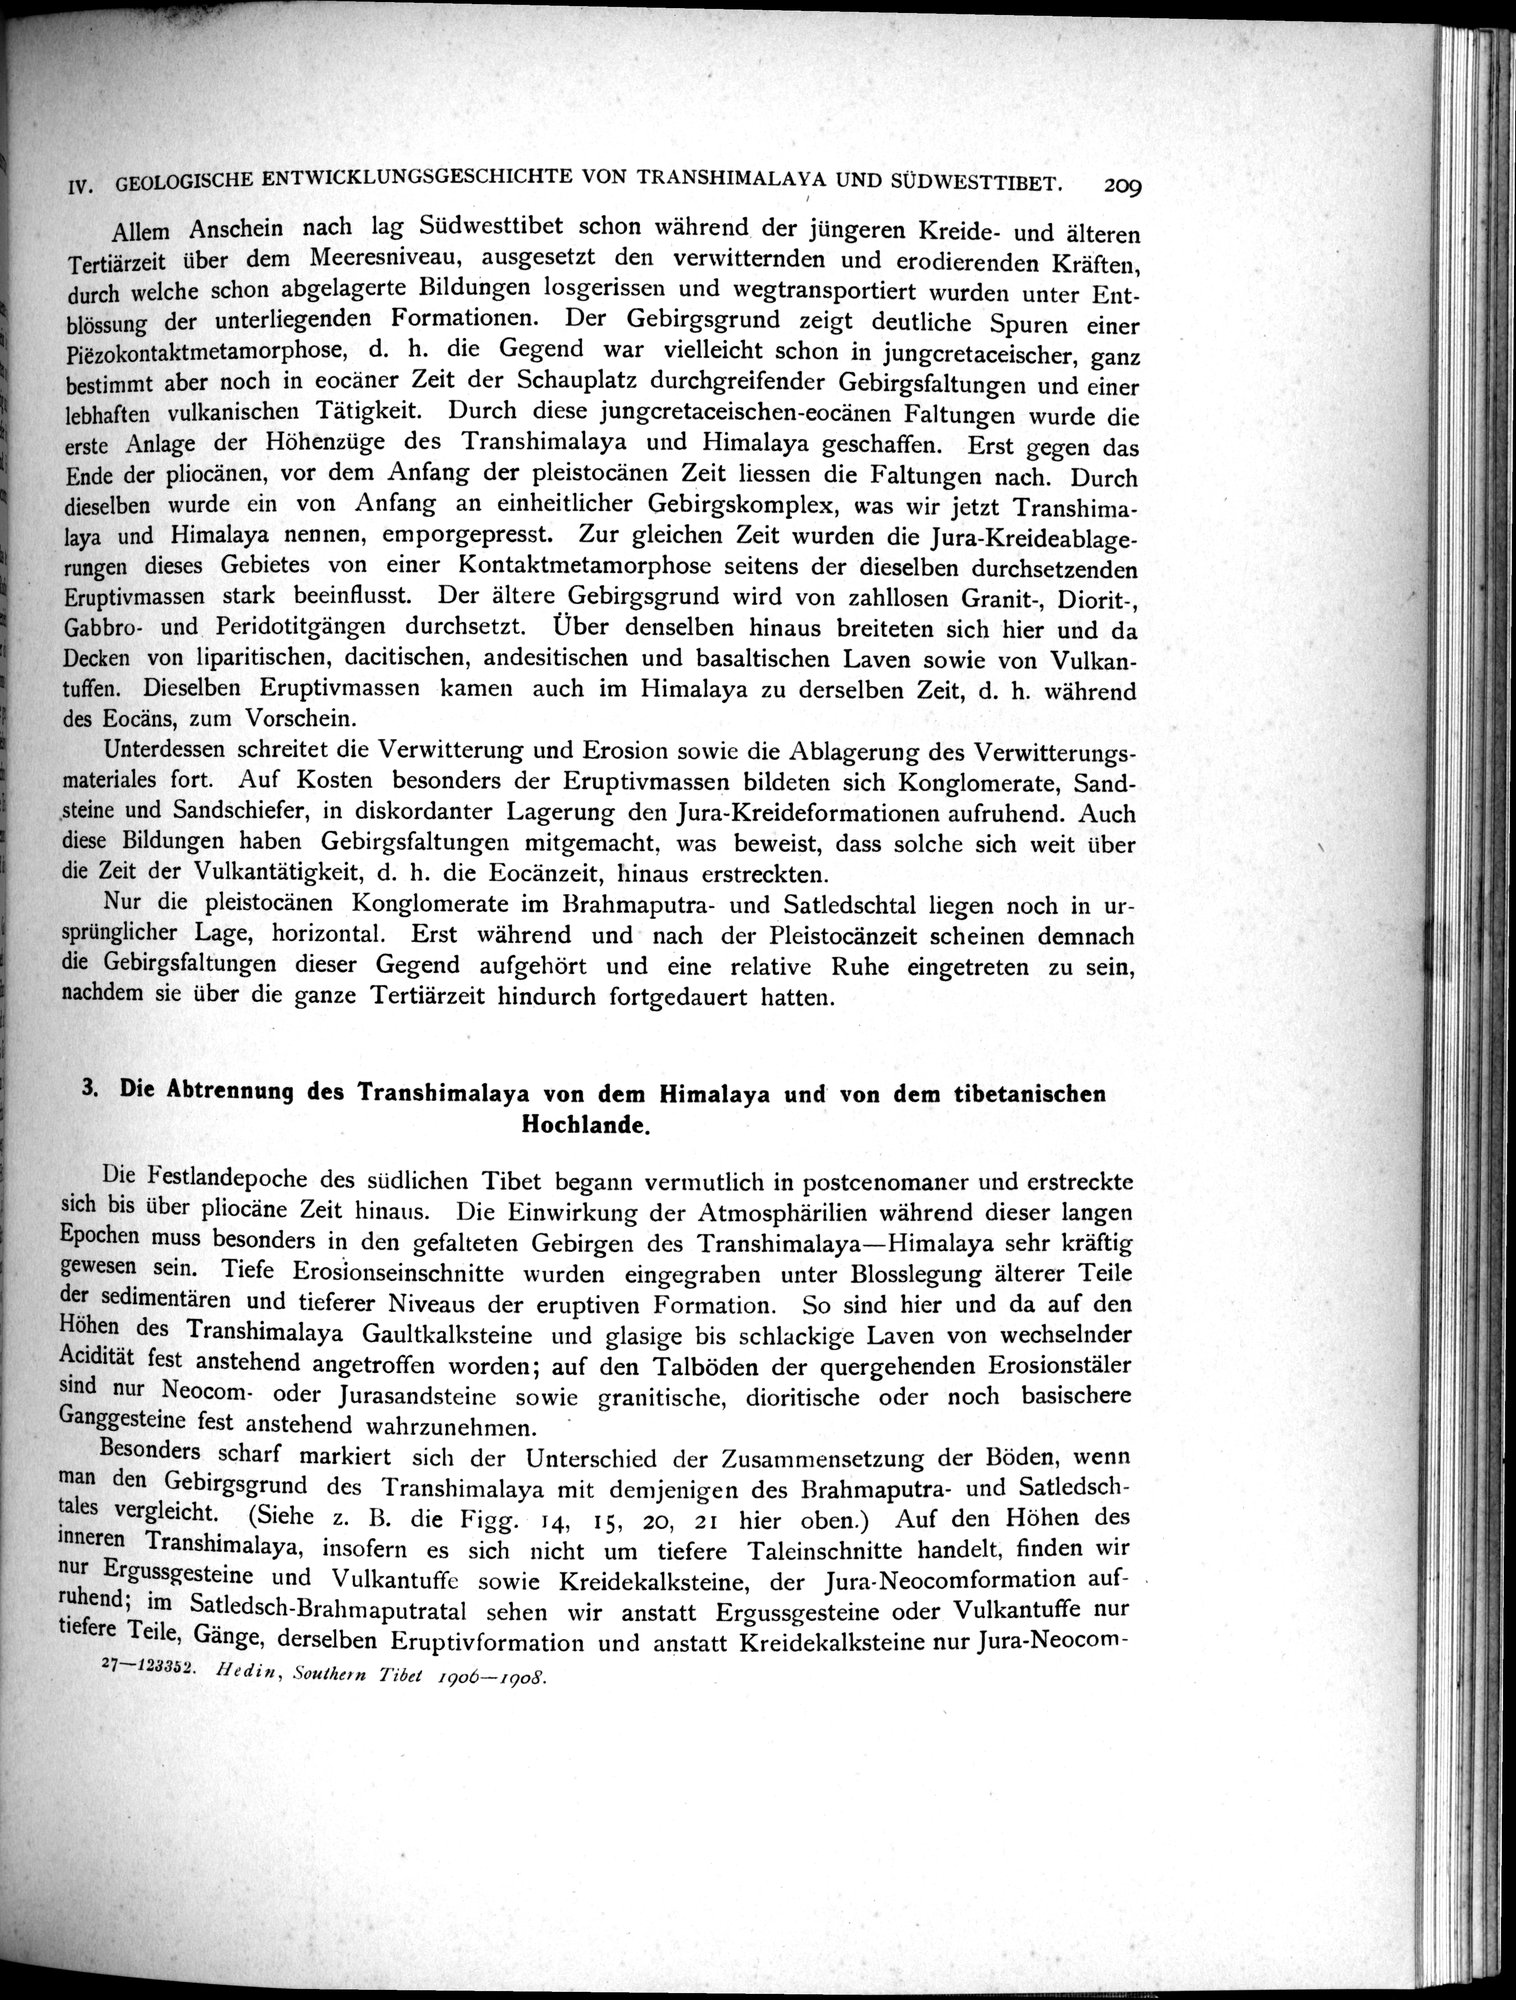 IV. GEOLOGISCHE ENTWICKLUNGSGESCHICHTE VON TRANSHIMALAYA UND SÜDWESTTIBET. 209
Allem Anschein nach lag Südwesttibet schon während der jüngeren Kreide- und älteren
Tertiärzeit über dem Meeresniveau, ausgesetzt den verwitternden und erodierenden Kräften,
durch welche schon abgelagerte Bildungen losgerissen und wegtransportiert wurden unter Ent-
blössung der unterliegenden Formationen. Der Gebirgsgrund zeigt deutliche Spuren einer
Piëzokontaktmetamorphose, d. h. die Gegend war vielleicht schon in jungcretaceischer, ganz
bestimmt aber noch in eocäner Zeit der Schauplatz durchgreifender Gebirgsfaltungen und einer
lebhaften vulkanischen Tätigkeit. Durch diese jungcretaceischen-eocänen Faltungen wurde die
erste Anlage der Höhenzüge des Transhimalaya und Himalaya geschaffen. Erst gegen das
Ende der pliocänen, vor dem Anfang der pleistocänen Zeit liessen die Faltungen nach. Durch
dieselben wurde ein von Anfang an einheitlicher Gebirgskomplex, was wir jetzt Transhima-
laya und Himalaya nennen, emporgepresst. Zur gleichen Zeit wurden die Jura-Kreideablage-
rungen dieses Gebietes von einer Kontaktmetamorphose seitens der dieselben durchsetzenden
Eruptivmassen stark beeinflusst. Der ältere Gebirgsgrund wird von zahllosen Granit-, Diorit-,
Gabbro- und Peridotitgängen durchsetzt. Über denselben hinaus breiteten sich hier und da
Decken von liparitischen, dacitischen, andesitischen und basaltischen Laven sowie von Vulkan-
tuffen. Dieselben Eruptivmassen kamen auch im Himalaya zu derselben Zeit, d. h. während
des Eocäns, zum Vorschein.
Unterdessen schreitet die Verwitterung und Erosion sowie die Ablagerung des Verwitterungs-
materiales fort. Auf Kosten besonders der Eruptivmassen bildeten sich Konglomerate, Sand-
steine und Sandschiefer, in diskordanter Lagerung den Jura-Kreideformationen aufruhend. Auch
diese Bildungen haben Gebirgsfaltungen mitgemacht, was beweist, dass solche sich weit über
die Zeit der Vulkantätigkeit, d. h. die Eocänzeit, hinaus erstreckten.
Nur die pleistocänen Konglomerate im Brahmaputra- und Satledschtal liegen noch in ur-
sprünglicher Lage, horizontal. Erst während und nach der Pleistocänzeit scheinen demnach
die Gebirgsfaltungen dieser Gegend aufgehört und eine relative Ruhe eingetreten zu sein,
nachdem sie über die ganze Tertiärzeit hindurch fortgedauert hatten.
3. Die Abtrennung des Transhimalaya von dem Himalaya und von dem tibetanischen
Hochlande.
Die Festlandepoche des südlichen Tibet begann vermutlich in postcenomaner und erstreckte
sich bis über pliocäne Zeit hinaus. Die Einwirkung der Atmosphärilien während dieser langen
Epochen muss besonders in den gefalteten Gebirgen des Transhimalaya—Himalaya sehr kräftig
gewesen sein. Tiefe Erosionseinschnitte wurden eingegraben unter Blosslegung älterer Teile
der sedimentären und tieferer Niveaus der eruptiven Formation. So sind hier und da auf den
Höhen des Transhimalaya Gaultkalksteine und glasige bis schlackige Laven von wechselnder
Acidität fest anstehend angetroffen worden; auf den Talböden der quergehenden Erosionstäler
sind nur Neocom- oder Jurasandsteine sowie granitische, dioritische oder noch basischere
Ganggesteine fest anstehend wahrzunehmen.
Besonders scharf markiert sich der Unterschied der Zusammensetzung der Böden, wenn
man den Gebirgsgrund des Transhimalaya mit demjenigen des Brahmaputra- und Satledsch-
tales vergleicht. (Siehe z. B. die Figg. 14, 15, 20, 21 hier oben.) Auf den Höhen des
inneren Transhimalaya, insofern es sich nicht um tiefere Taleinschnitte handelt, finden wir
nur Ergussgesteine und Vulkantuffe sowie Kreidekalksteine, der Jura-Neocomformation auf-
ruhend; im Satledsch-Brahmaputratal sehen wir anstatt Ergussgesteine oder Vulkantuffe nur
tiefere Teile, Gänge, derselben Eruptivformation und anstatt Kreidekalksteine nur Jura-Neocom-
27—123352. Hedin, Southern Tibet 1906—1908.